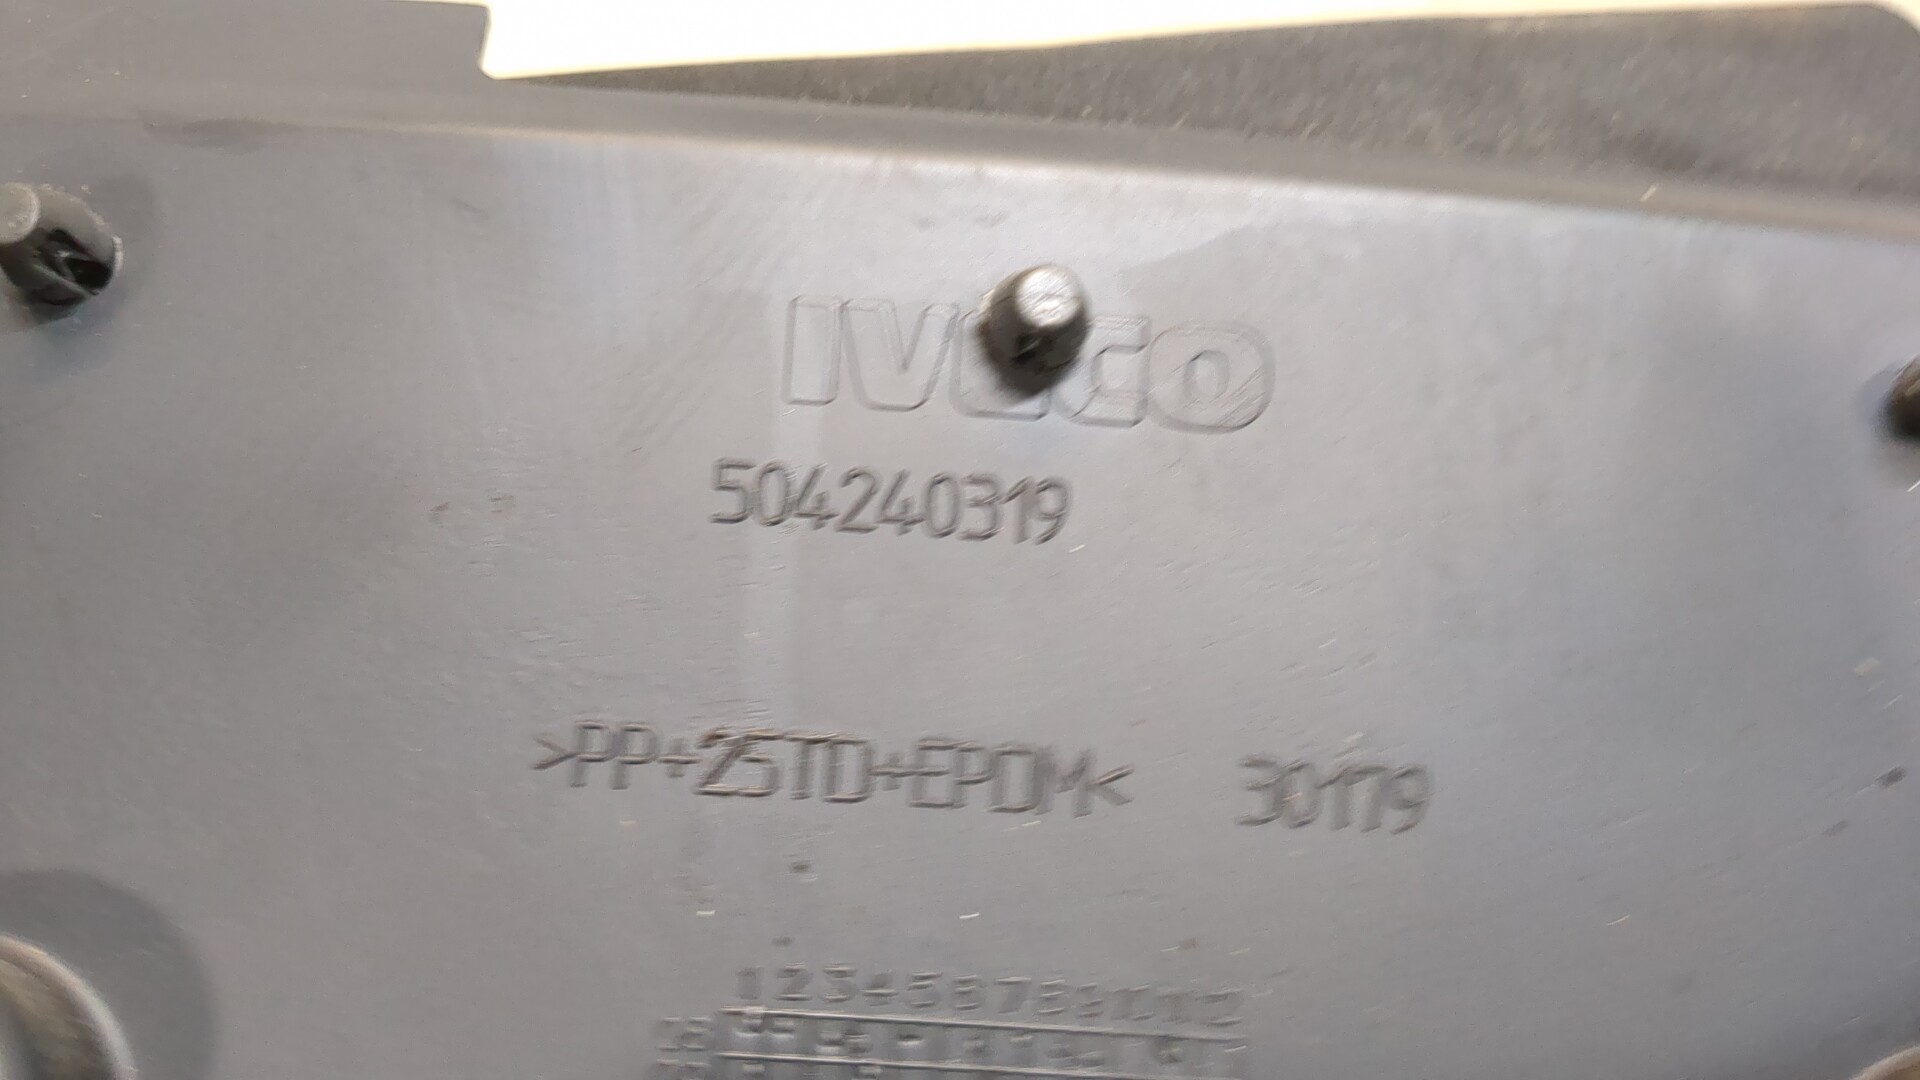 IVECO
504240319
>PP+25TD+EPDM< 30179
1 2 3 4 5 6 7 8 9 10 11 12